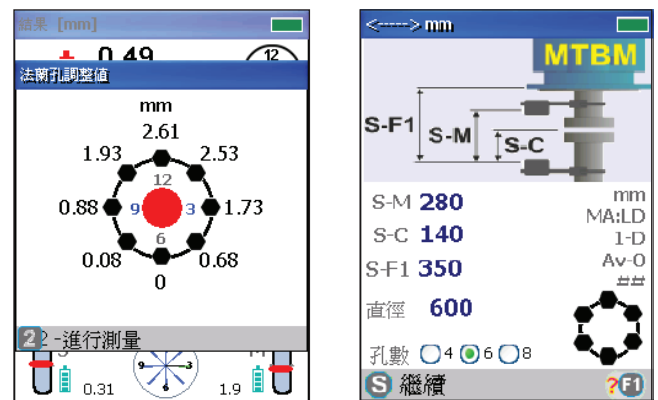 結果 [mm]
0.49
12
法蘭孔調整值
mm
2.61
1.93
2.53
12
0.88
9
3
1.73
6
0.08
0.68
0
2 -進行測量
9
3
6
0.31
1.9
<-----> mm
MTBM
S-F1
S-M
S-C
S-M 280
mm
MA:LD
S-C 140
1-D
S-F1 350
Av-0
##
直徑 600
孔數 4 6 8
S 繼續
?F1